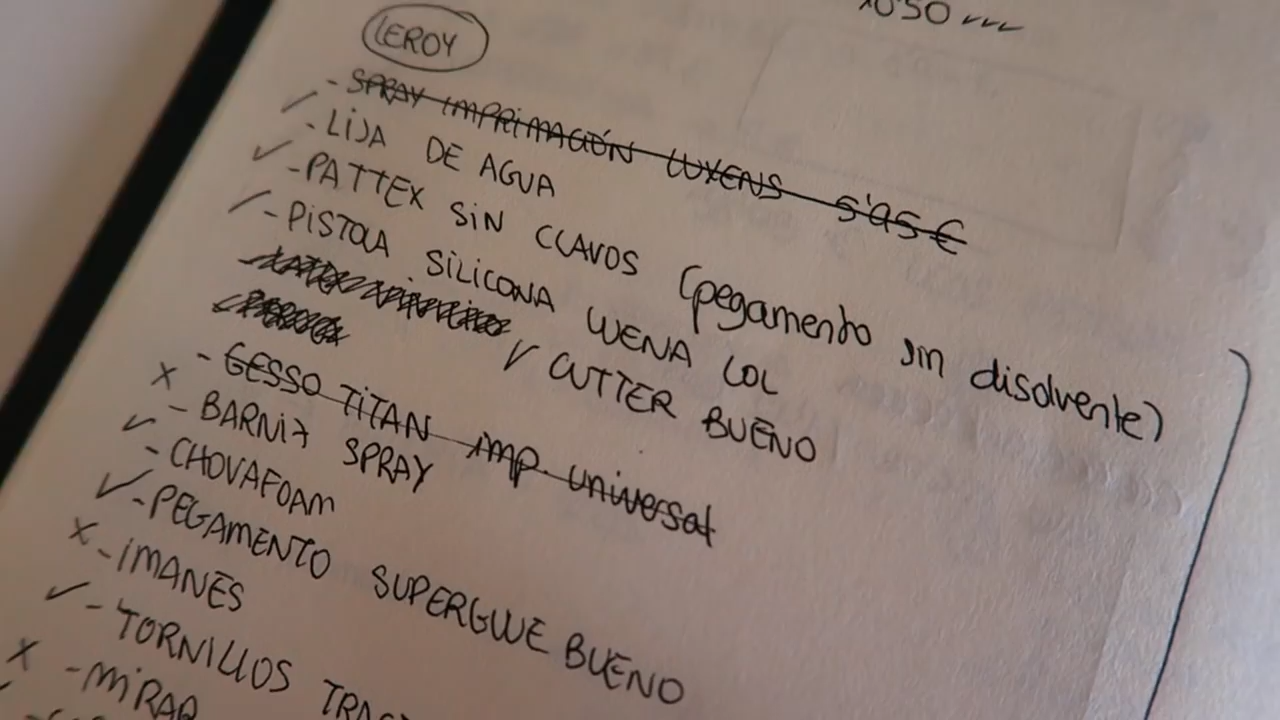 LEROY
- SPRAY IMPRIMACIÓN LUXENS 5'95€
✓ - LIJA DE AGUA
✓ - PATTEX SIN CLAVOS (pegamento sin disolvente)
✓ - PISTOLA SILICONA WENA LOL
✓ CUTTER BUENO
- GESSO TITAN imp. universal
x - BARNIZ SPRAY
✓ - CHOVAFOAM
✓ - PEGAMENTO SUPERGLUE BUENO
x - IMANES
✓ - TORNILLOS
x - MIRAR